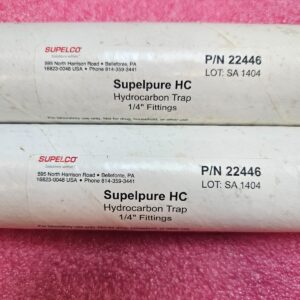 SUPELCO
595 North Harrison Road • Bellefonte, PA
16823-0048 USA • Phone 814-359-3441
Supelpure HC
Hydrocarbon Trap
1/4" Fittings
P/N 22446
LOT: SA 1404
SUPELCO
595 North Harrison Road • Bellefonte, PA
16823-0048 USA • Phone 814-359-3441
Supelpure HC
Hydrocarbon Trap
1/4" Fittings
P/N 22446
LOT: SA 1404